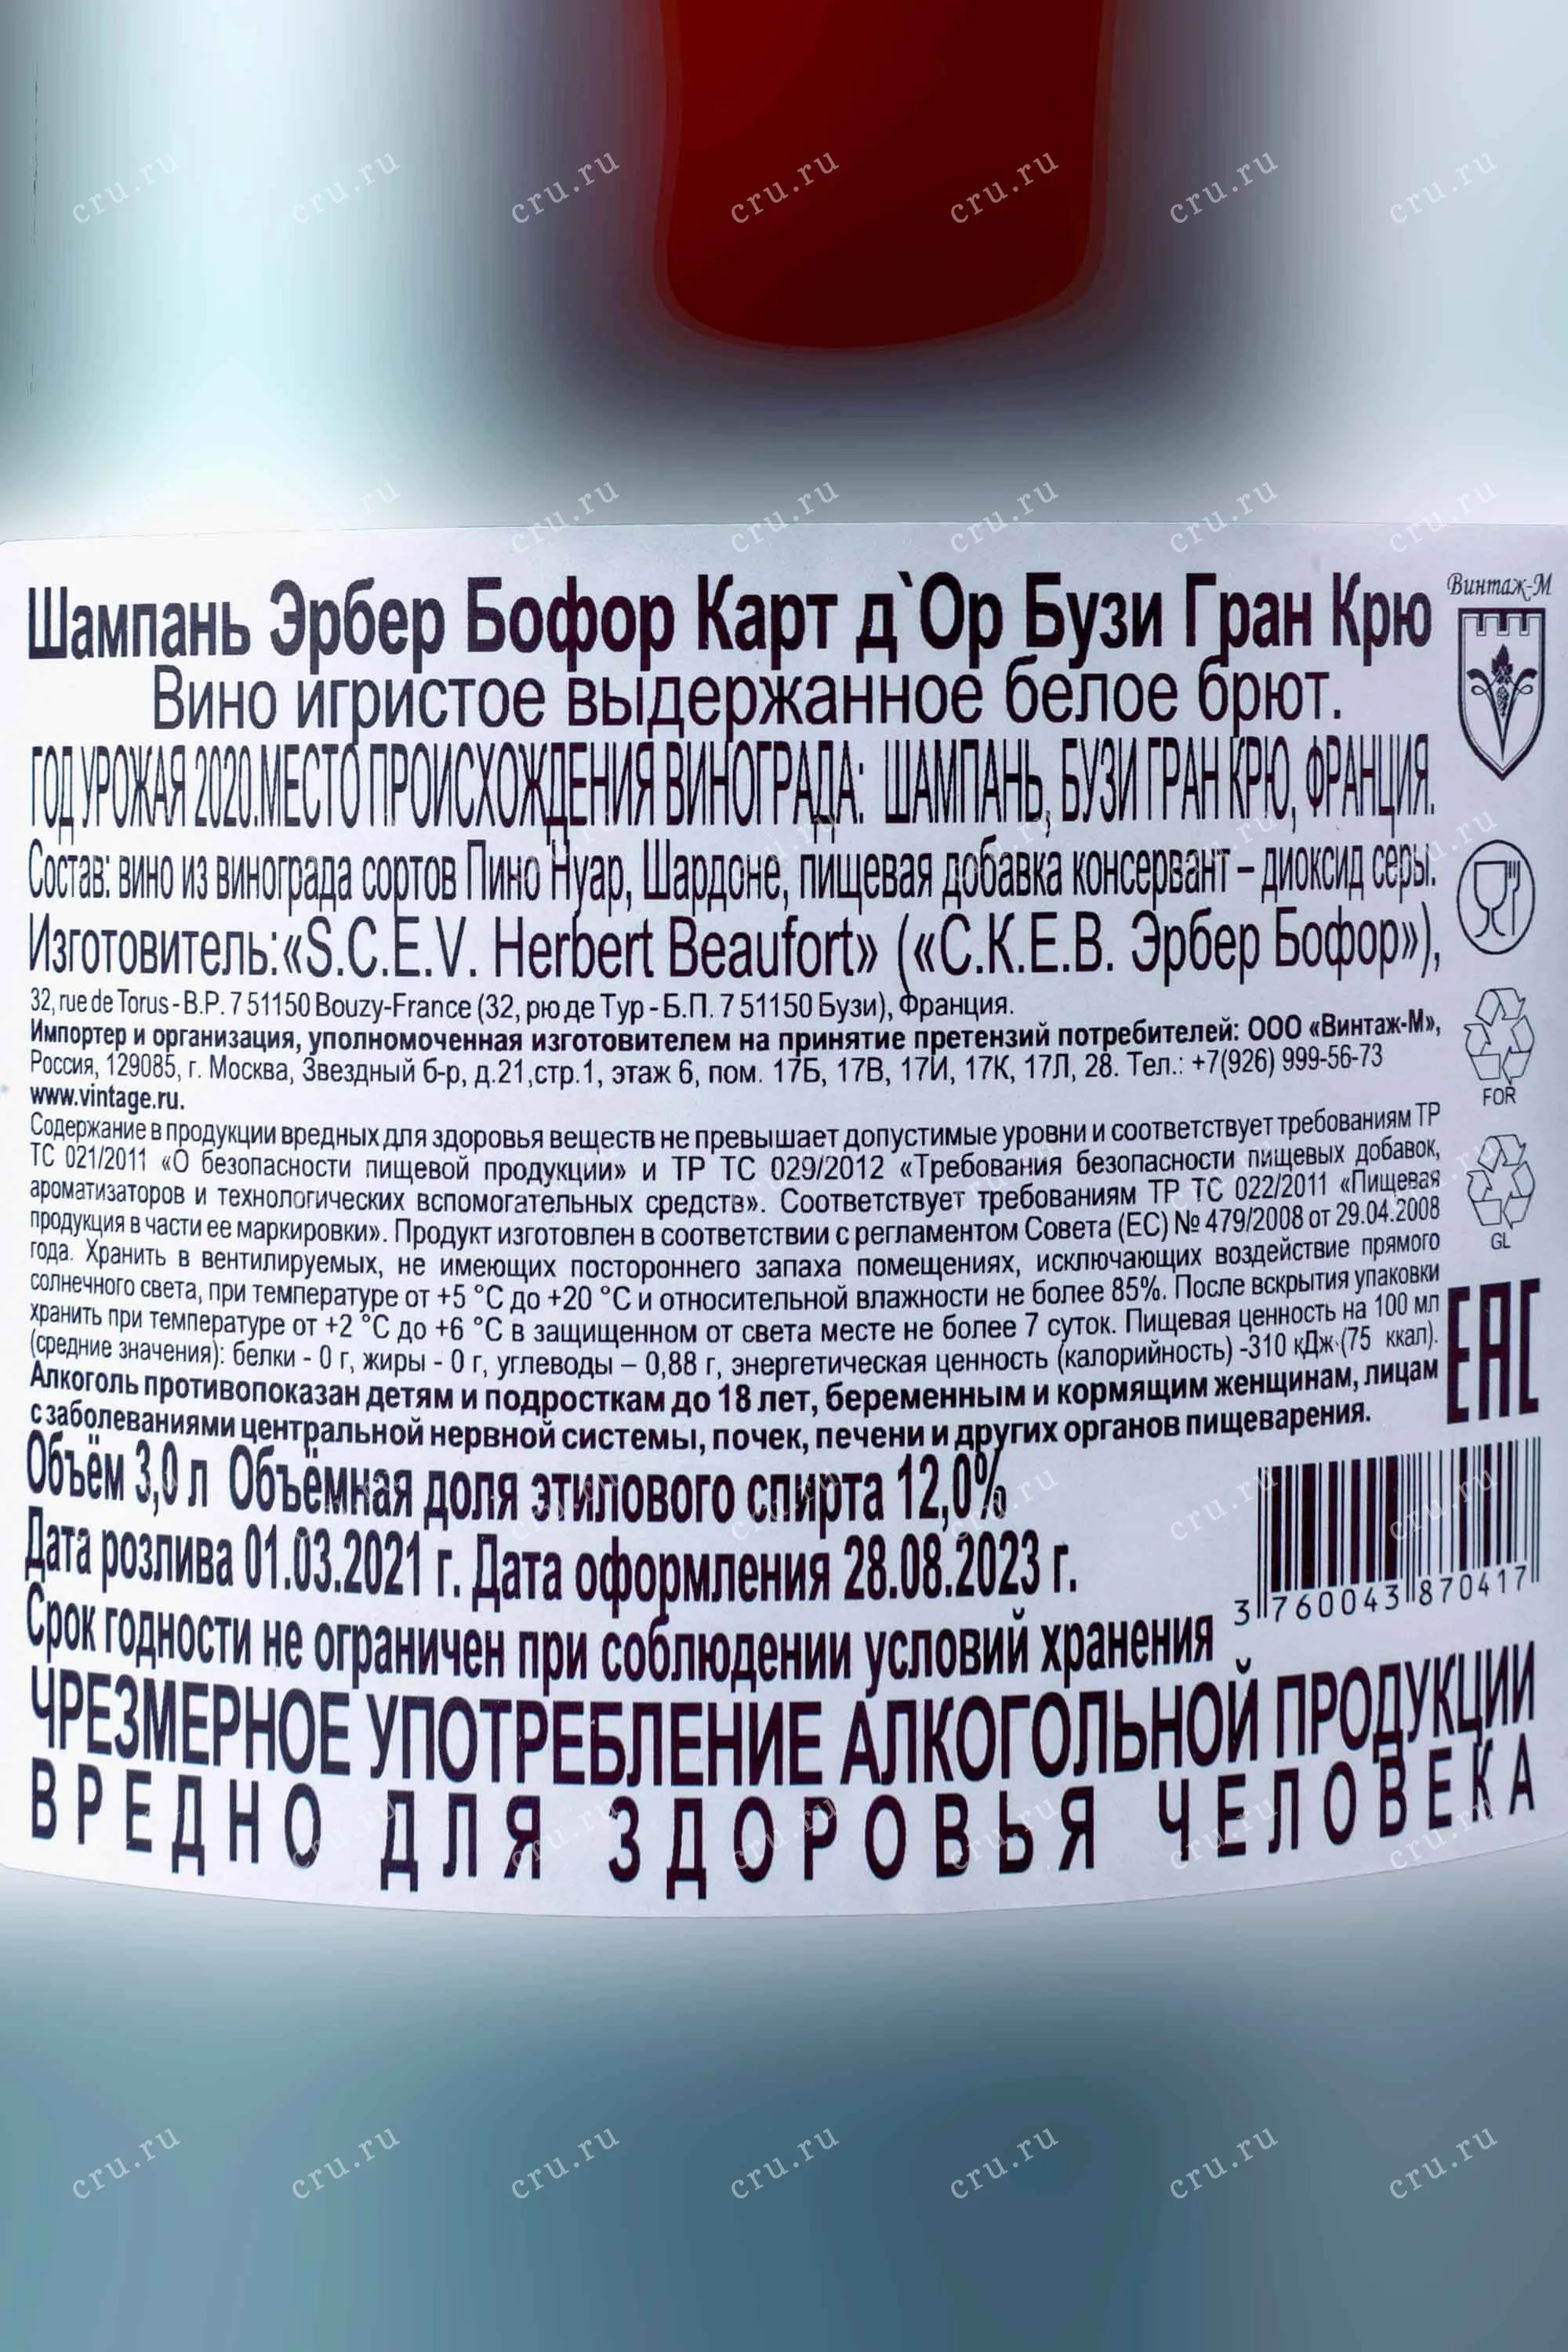 Шампань Эрбер Бофор Карт д`Ор Бузи Гран Крю
Винтаж-М
Вино игристое выдержанное белое брют.
ГОД УРОЖАЯ 2020.МЕСТО ПРОИСХОЖДЕНИЯ ВИНОГРАДА: ШАМПАНЬ, БУЗИ ГРАН КРЮ, ФРАНЦИЯ.
Состав: вино из винограда сортов Пино Нуар, Шардоне, пищевая добавка консервант – диоксид серы.
Изготовитель:«S.C.E.V. Herbert Beaufort» («С.К.Е.В. Эрбер Бофор»),
32, rue de Torus - B.P. 7 51150 Bouzy-France (32, рю де Тур - Б.П. 7 51150 Бузи), Франция.
Импортер и организация, уполномоченная изготовителем на принятие претензий потребителей: ООО «Винтаж-М»,
Россия, 129085, г. Москва, Звездный б-р, д.21,стр.1, этаж 6, пом. 17Б, 17В, 17И, 17К, 17Л, 28. Тел.: +7(926) 999-56-73
www.vintage.ru.
FOR
Содержание в продукции вредных для здоровья веществ не превышает допустимые уровни и соответствует требованиям ТР
ТС 021/2011 «О безопасности пищевой продукции» и ТР ТС 029/2012 «Требования безопасности пищевых добавок,
ароматизаторов и технологических вспомогательных средств». Соответствует требованиям ТР ТС 022/2011 «Пищевая
продукция в части ее маркировки». Продукт изготовлен в соответствии с регламентом Совета (ЕС) № 479/2008 от 29.04.2008
года. Хранить в вентилируемых, не имеющих постороннего запаха помещениях, исключающих воздействие прямого
GL
солнечного света, при температуре от +5 °С до +20 °С и относительной влажности не более 85%. После вскрытия упаковки
хранить при температуре от +2 °С до +6 °С в защищенном от света месте не более 7 суток. Пищевая ценность на 100 мл
(средние значения): белки - 0 г, жиры - 0 г, углеводы – 0,88 г, энергетическая ценность (калорийность) -310 кДж (75 ккал).
EAC
Алкоголь противопоказан детям и подросткам до 18 лет, беременным и кормящим женщинам, лицам
с заболеваниями центральной нервной системы, почек, печени и других органов пищеварения.
Объём 3,0 л Объёмная доля этилового спирта 12,0%
Дата розлива 01.03.2021 г. Дата оформления 28.08.2023 г.
3 760043 870417
Срок годности не ограничен при соблюдении условий хранения
ЧРЕЗМЕРНОЕ УПОТРЕБЛЕНИЕ АЛКОГОЛЬНОЙ ПРОДУКЦИИ
ВРЕДНО ДЛЯ ЗДОРОВЬЯ ЧЕЛОВЕКА
cru.ru